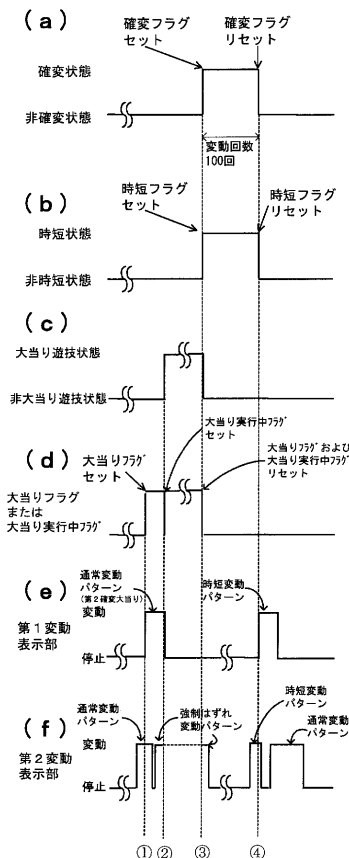 (a)
確変フラグ
セット
確変フラグ
リセット
確変状態
非確変状態
変動回数
100回
(b)
時短フラグ
セット
時短フラグ
リセット
時短状態
非時短状態
(c)
大当り遊技状態
非大当り遊技状態
大当り実行中フラグ
セット
(d)
大当りフラグ
セット
大当りフラグおよび
大当り実行中フラグ
リセット
大当りフラグ
または
大当り実行中フラグ
(e)
通常変動
パターン
(第2確変大当り)
時短変動
パターン
変動
第1変動
表示部
停止
(f)
通常変動
パターン
強制はずれ
変動パターン
時短変動
パターン
通常変動
パターン
変動
第2変動
表示部
停止
① ② ③ ④